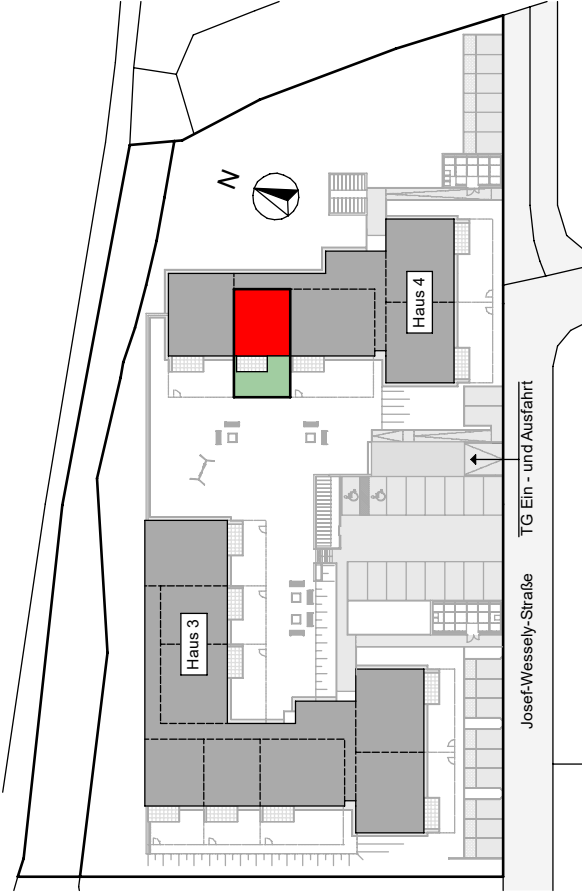 N
Haus 4
TG Ein - und Ausfahrt
Haus 3
Josef-Wessely-Straße